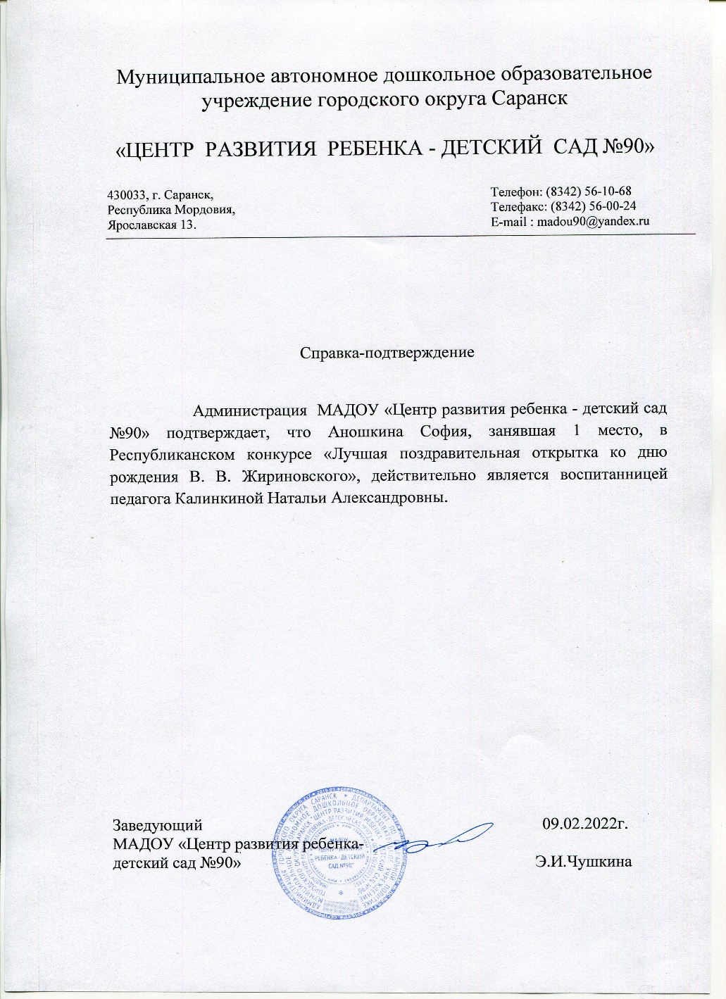 Муниципальное автономное дошкольное образовательное
учреждение городского округа Саранск
«ЦЕНТР РАЗВИТИЯ РЕБЕНКА - ДЕТСКИЙ САД №90»
430033, г. Саранск,
Республика Мордовия,
Ярославская 13.
Телефон: (8342) 56-10-68
Телефакс: (8342) 56-00-24
E-mail : madou90@yandex.ru
Справка-подтверждение
Администрация МАДОУ «Центр развития ребенка - детский сад
№90» подтверждает, что Аношкина София, занявшая 1 место, в
Республиканском конкурсе «Лучшая поздравительная открытка ко дню
рождения В. В. Жириновского», действительно является воспитанницей
педагога Калинкиной Натальи Александровны.
Заведующий
МАДОУ «Центр развития ребенка-
детский сад №90»
09.02.2022г.
Э.И.Чушкина
МАДОУ
РЕБЕНКА - ДЕТСКИЙ
САД №90"